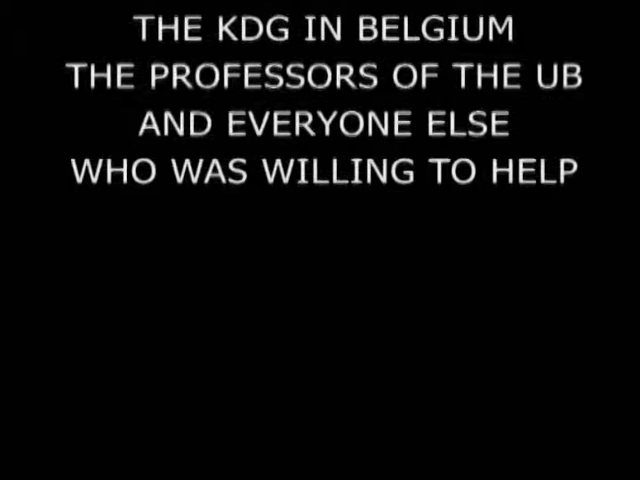 THE KDG IN BELGIUM
THE PROFESSORS OF THE UB
AND EVERYONE ELSE
WHO WAS WILLING TO HELP